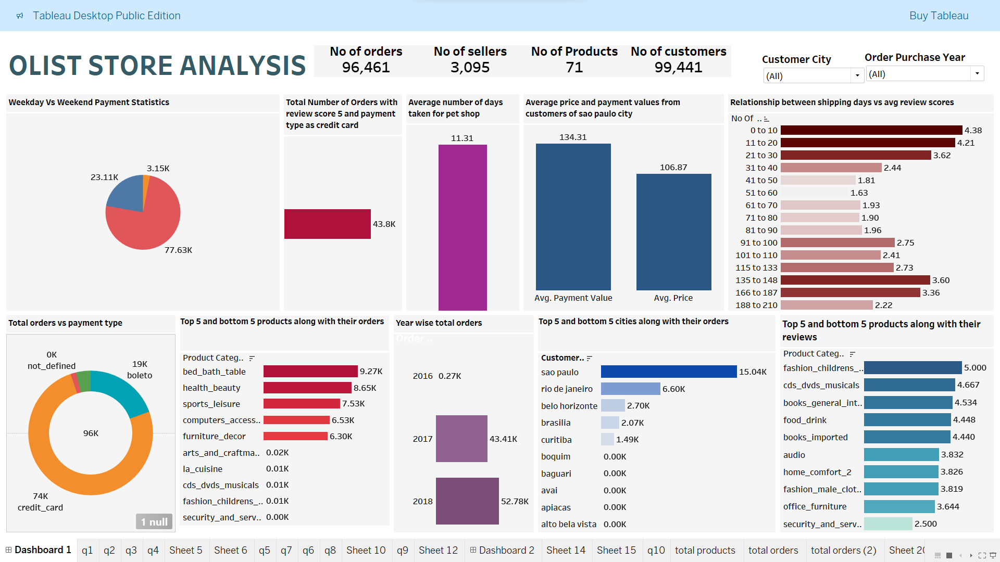 Tableau Desktop Public Edition
Buy Tableau
OLIST STORE ANALYSIS
No of orders
96,461
No of sellers
3,095
No of Products
71
No of customers
99,441
Customer City
(All)
Order Purchase Year
(All)
Weekday Vs Weekend Payment Statistics
3.15K
23.11K
77.63K
Total Number of Orders with
review score 5 and payment
type as credit card
43.8K
Average number of days
taken for pet shop
11.31
Average price and payment values from
customers of sao paulo city
134.31
106.87
Avg. Payment Value
Avg. Price
Relationship between shipping days vs avg review scores
No Of ..
0 to 10 4.38
11 to 20 4.21
21 to 30 3.62
31 to 40 2.44
41 to 50 1.81
51 to 60 1.63
61 to 70 1.93
71 to 80 1.90
81 to 90 1.96
91 to 100 2.75
101 to 110 2.41
115 to 133 2.73
135 to 148 3.60
166 to 187 3.36
188 to 210 2.22
Total orders vs payment type
0K
not_defined
19K
boleto
96K
74K
credit_card
1 null
Top 5 and bottom 5 products along with their orders
Product Categ..
bed_bath_table 9.27K
health_beauty 8.65K
sports_leisure 7.53K
computers_access.. 6.53K
furniture_decor 6.30K
arts_and_craftma.. 0.02K
la_cuisine 0.01K
cds_dvds_musicals 0.01K
fashion_childrens_.. 0.01K
security_and_serv.. 0.00K
Year wise total orders
Order ..
2016 0.27K
2017 43.41K
2018 52.78K
Top 5 and bottom 5 cities along with their orders
Customer..
sao paulo 15.04K
rio de janeiro 6.60K
belo horizonte 2.70K
brasilia 2.07K
curitiba 1.49K
boquim 0.00K
baguari 0.00K
avai 0.00K
apiacas 0.00K
alto bela vista 0.00K
Top 5 and bottom 5 products along with their
reviews
Product Categ..
fashion_childrens_.. 5.000
cds_dvds_musicals 4.667
books_general_int.. 4.534
food_drink 4.448
books_imported 4.440
audio 3.832
home_comfort_2 3.826
fashion_male_clot.. 3.819
office_furniture 3.644
security_and_serv.. 2.500
Dashboard 1 q1 q2 q3 q4 Sheet 5 Sheet 6 q5 q7 q6 q8 Sheet 10 q9 Sheet 12 Dashboard 2 Sheet 14 Sheet 15 q10 total products total orders total orders (2) Sheet 20